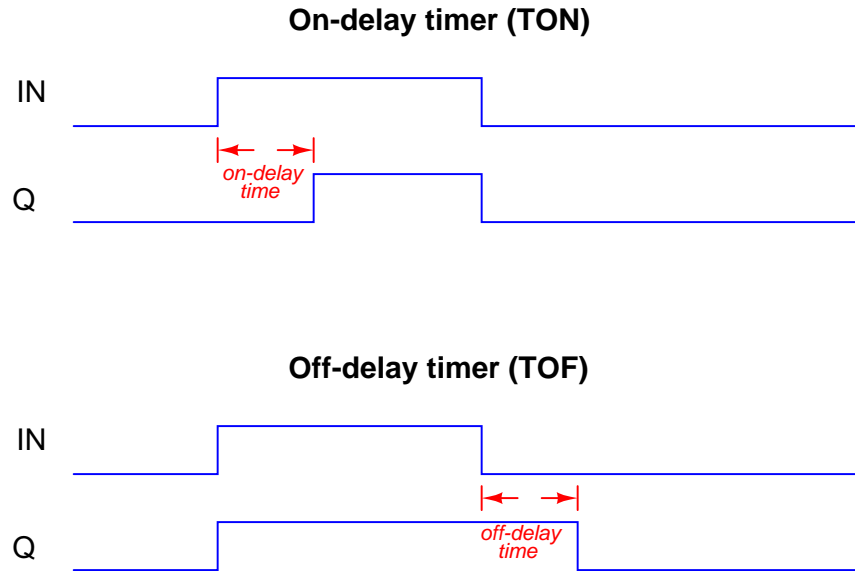 On-delay timer (TON)
IN
on-delay
time
Q
Off-delay timer (TOF)
IN
Q
off-delay
time